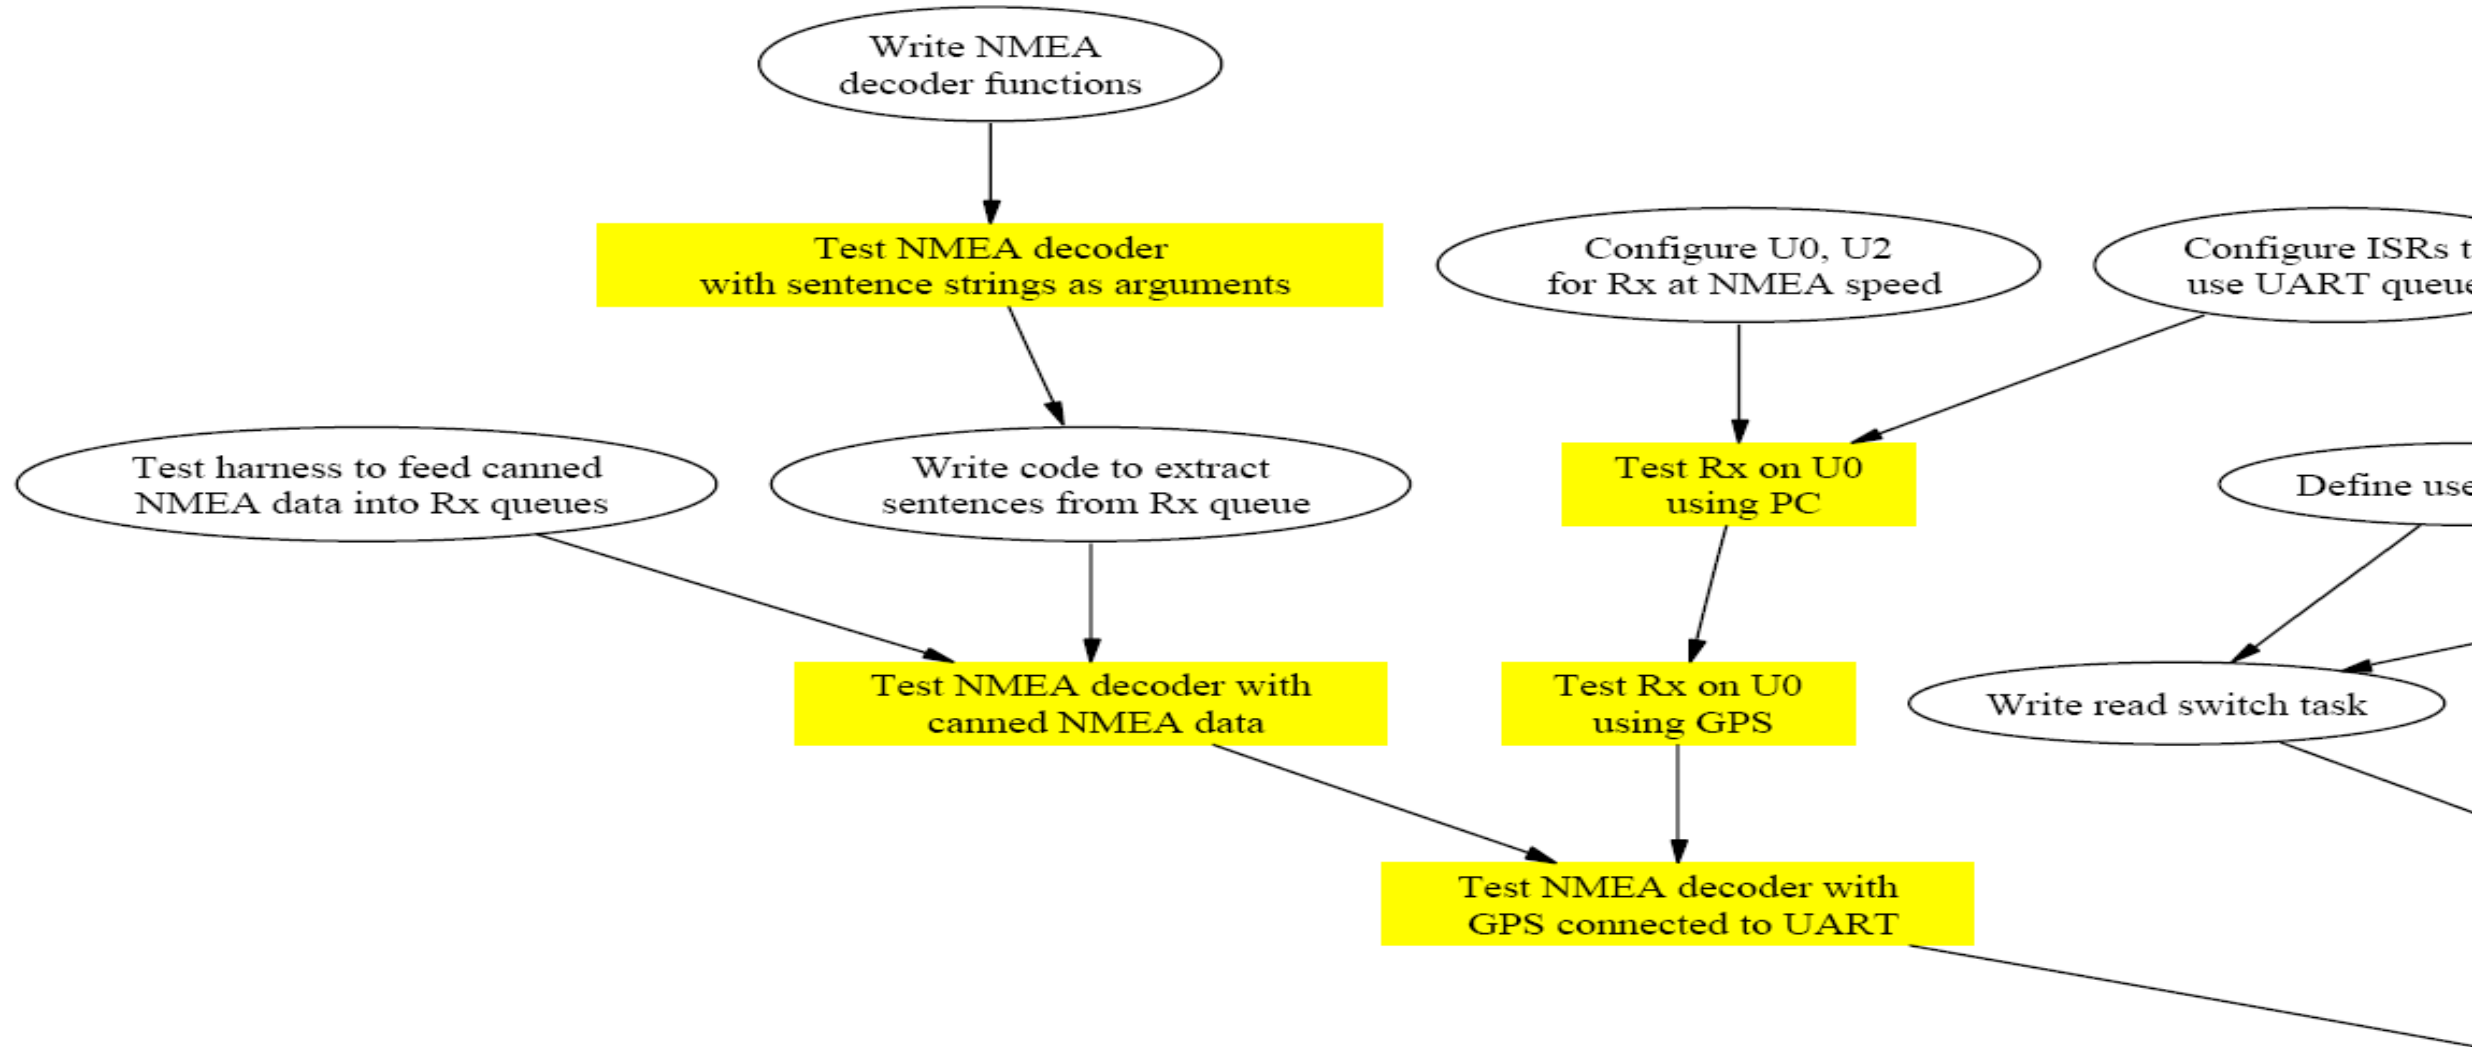 Write NMEA
decoder functions
Test NMEA decoder
with sentence strings as arguments
Configure U0, U2
for Rx at NMEA speed
Configure ISRs t
use UART queue
Test harness to feed canned
NMEA data into Rx queues
Write code to extract
sentences from Rx queue
Test Rx on U0
using PC
Define use
Test NMEA decoder with
canned NMEA data
Test Rx on U0
using GPS
Write read switch task
Test NMEA decoder with
GPS connected to UART